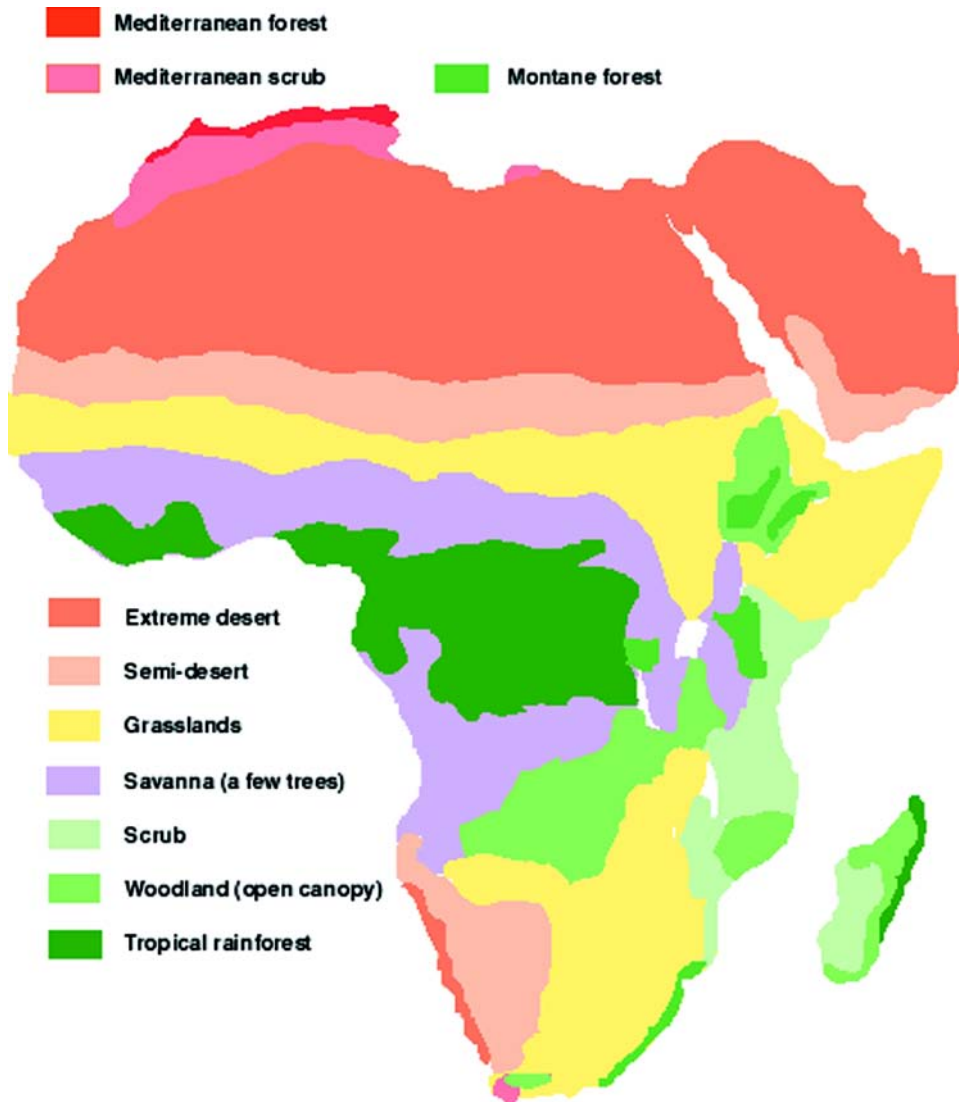 Mediterranean forest
Mediterranean scrub
Montane forest
Extreme desert
Semi-desert
Grasslands
Savanna (a few trees)
Scrub
Woodland (open canopy)
Tropical rainforest